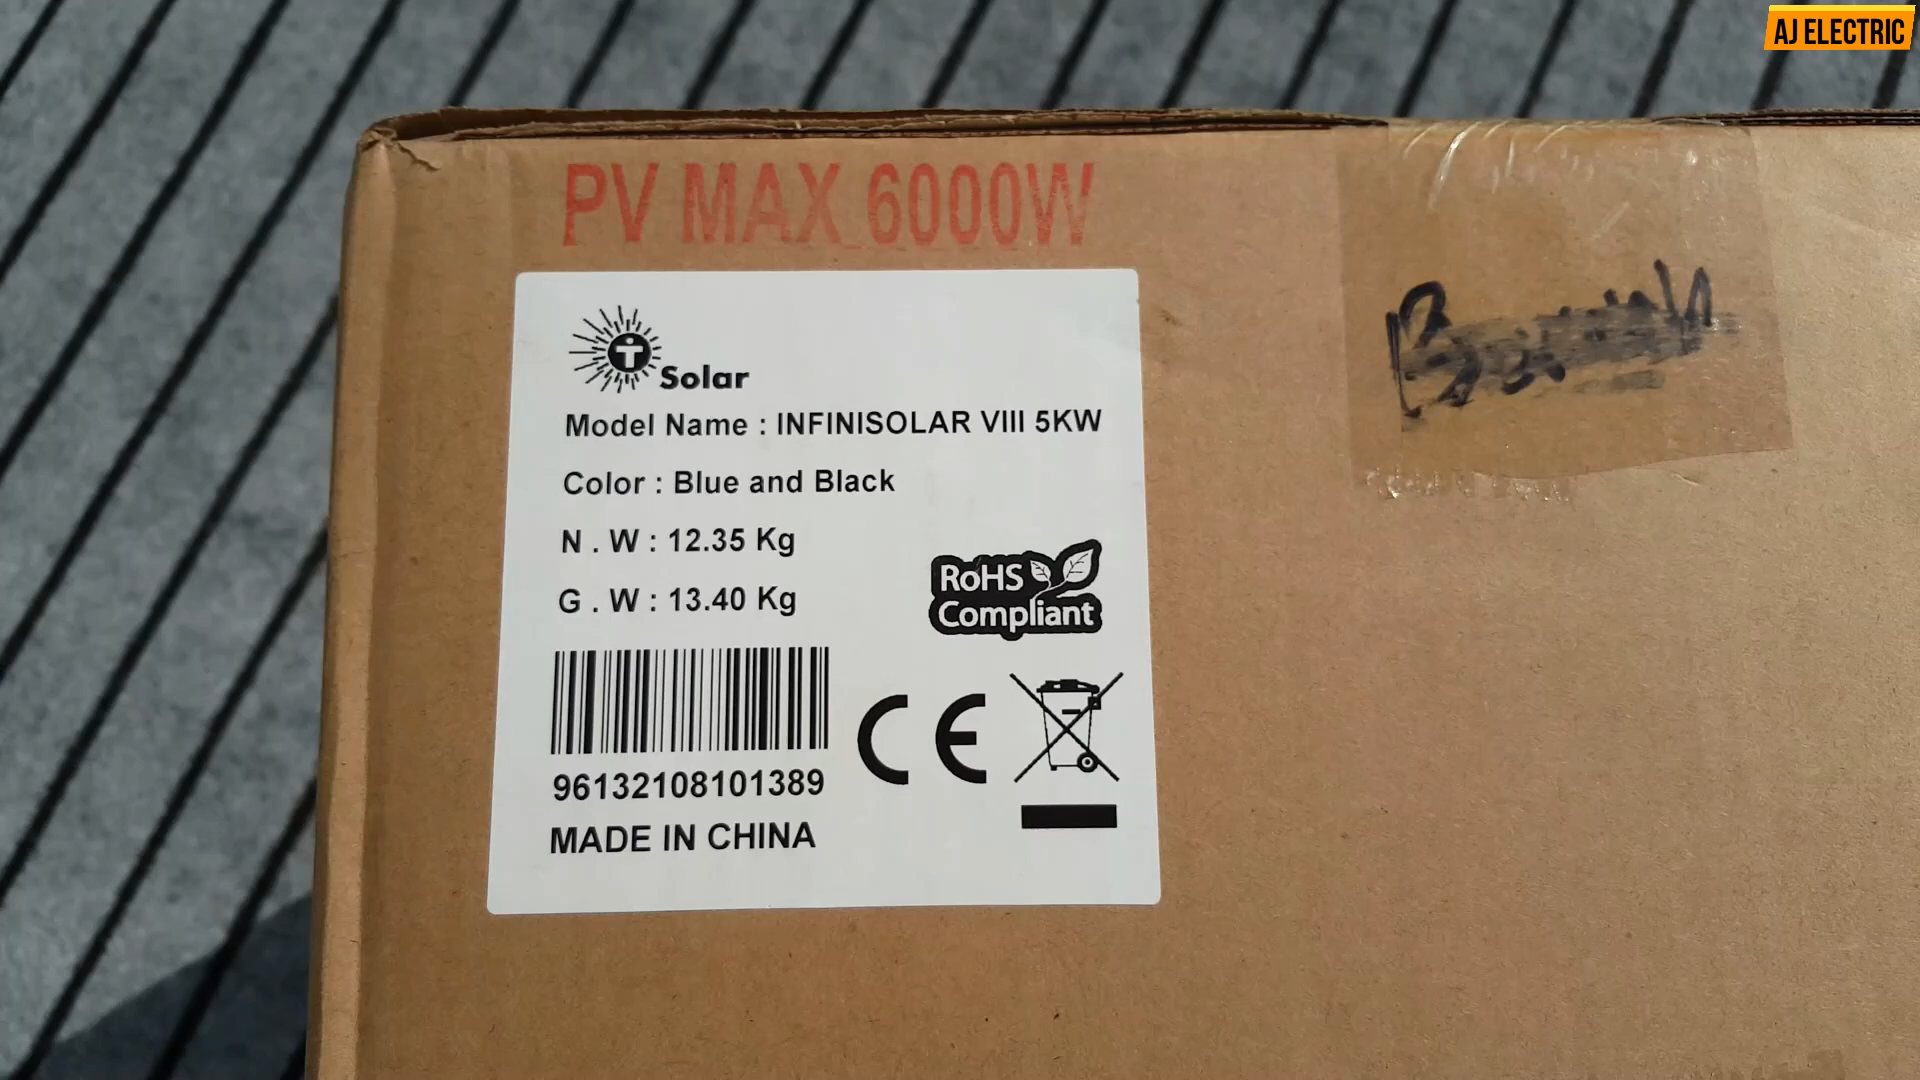 AJ ELECTRIC
PV MAX 6000W
Solar
Model Name : INFINISOLAR VIII 5KW
Color : Blue and Black
N . W : 12.35 Kg
G . W : 13.40 Kg
RoHS
Compliant
CE
96132108101389
MADE IN CHINA